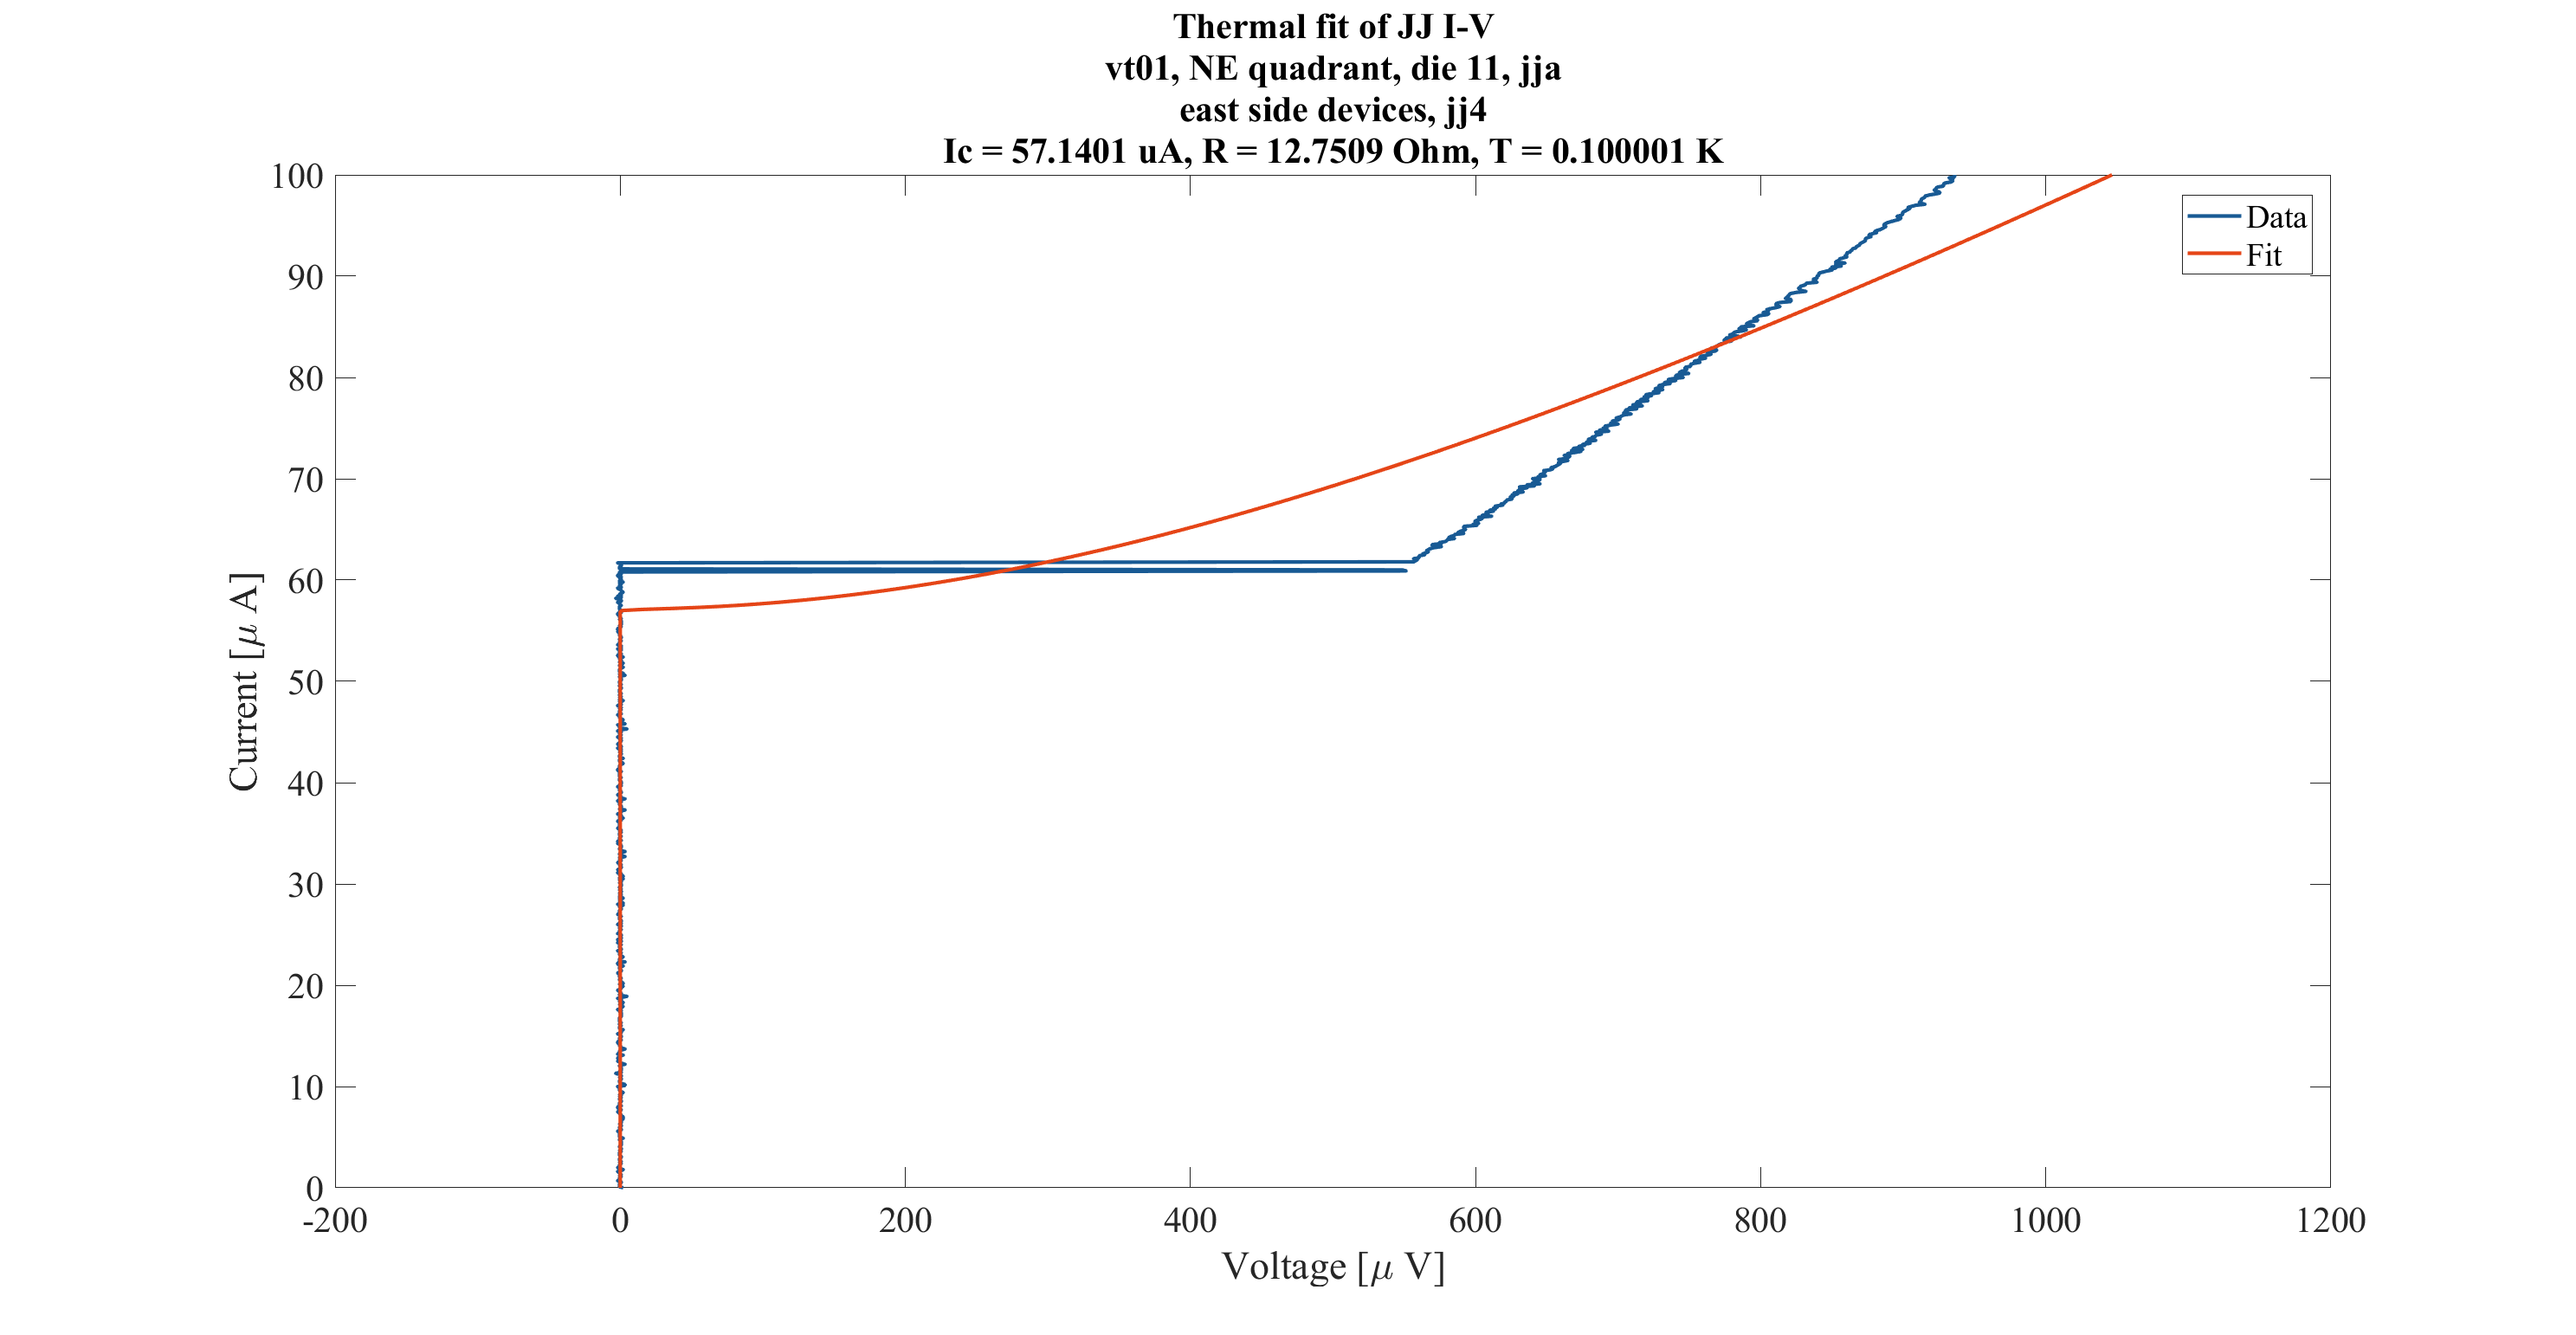 Thermal fit of JJ I-V
vt01, NE quadrant, die 11, jja
east side devices, jj4
Ic = 57.1401 uA, R = 12.7509 Ohm, T = 0.100001 K
100
90
80
70
60
50
40
30
20
10
0
Current [μ A]
Data
Fit
-200
0
200
400
600
800
1000
1200
Voltage [μ V]